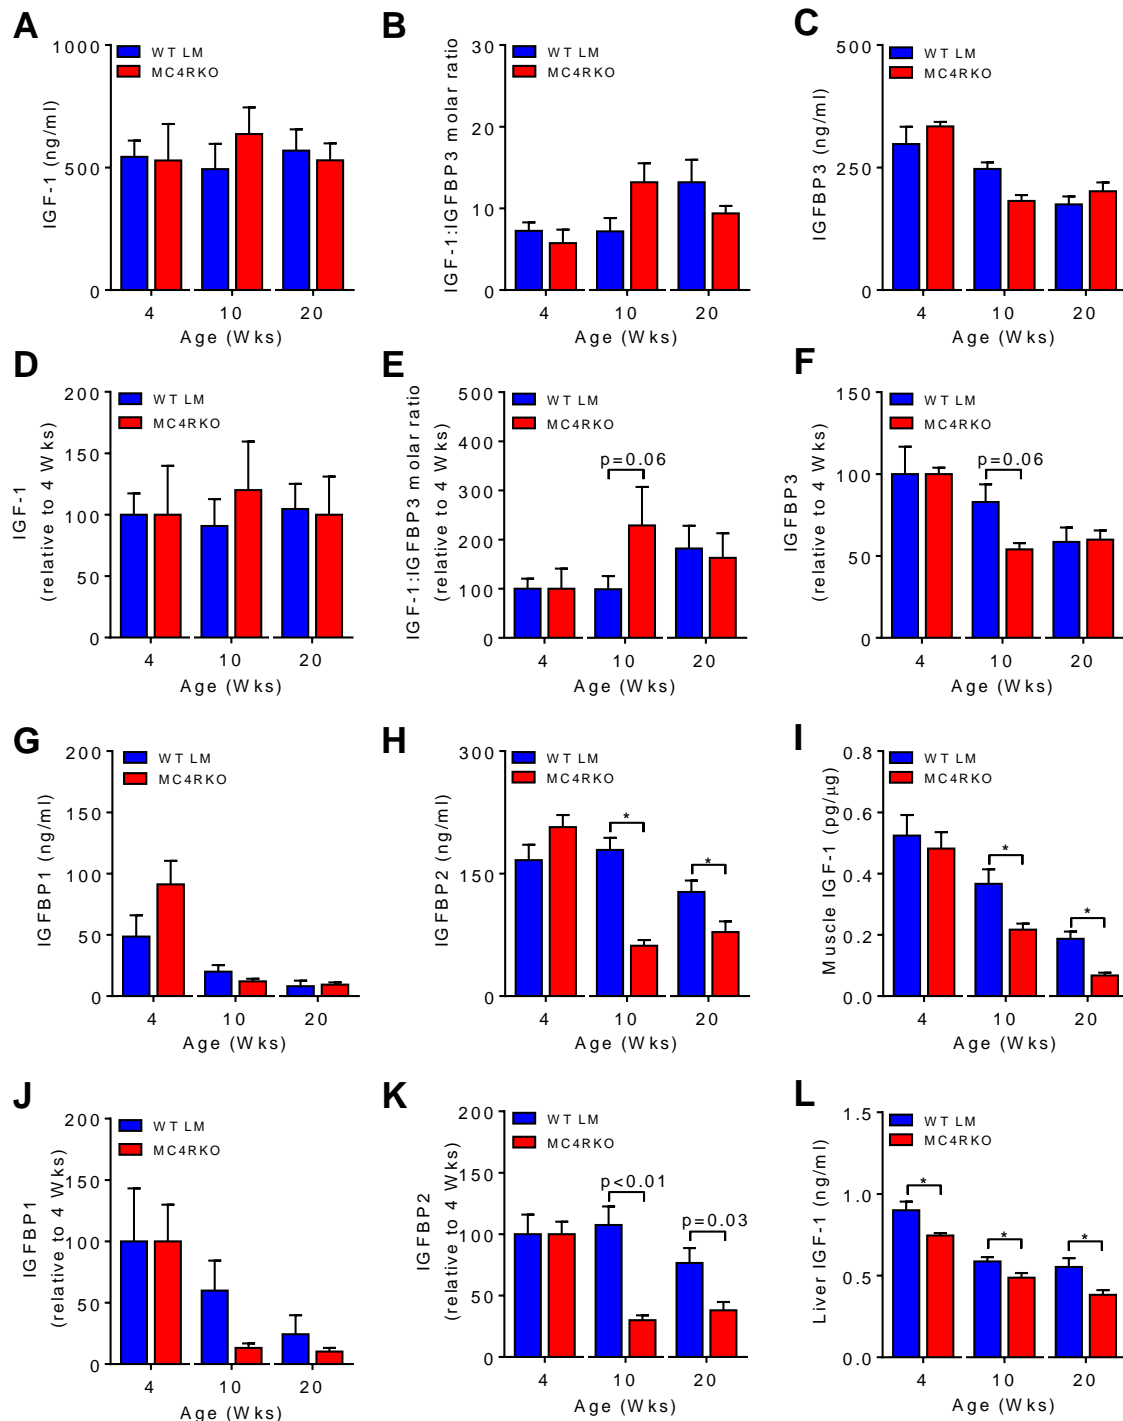 A
1000
WT LM
MC4RKO
500
0
IGF-1 (ng/ml)
4 10 20
Age (Wks)
B
30
WT LM
MC4RKO
20
10
0
IGF-1:IGFBP3 molar ratio
4 10 20
Age (Wks)
C
500
WT LM
MC4RKO
250
0
IGFBP3 (ng/ml)
4 10 20
Age (Wks)
D
200
WT LM
MC4RKO
150
100
50
0
IGF-1
(relative to 4 Wks)
4 10 20
Age (Wks)
E
500
WT LM
MC4RKO
400
p=0.06
300
200
100
0
IGF-1:IGFBP3 molar ratio
(relative to 4 Wks)
4 10 20
Age (Wks)
F
150
WT LM
MC4RKO
p=0.06
100
50
0
IGFBP3
(relative to 4 Wks)
4 10 20
Age (Wks)
G
200
WT LM
MC4RKO
150
100
50
0
IGFBP1 (ng/ml)
4 10 20
Age (Wks)
H
300
WT LM
MC4RKO
*
*
150
0
IGFBP2 (ng/ml)
4 10 20
Age (Wks)
I
0.8
WT LM
MC4RKO
0.6
*
0.4
*
0.2
0.0
Muscle IGF-1 (pg/μg)
4 10 20
Age (Wks)
J
200
WT LM
MC4RKO
150
100
50
0
IGFBP1
(relative to 4 Wks)
4 10 20
Age (Wks)
K
200
WT LM
MC4RKO
150
p<0.01
p=0.03
100
50
0
IGFBP2
(relative to 4 Wks)
4 10 20
Age (Wks)
L
1.5
WT LM
MC4RKO
*
1.0
*
*
0.5
0.0
Liver IGF-1 (ng/ml)
4 10 20
Age (Wks)